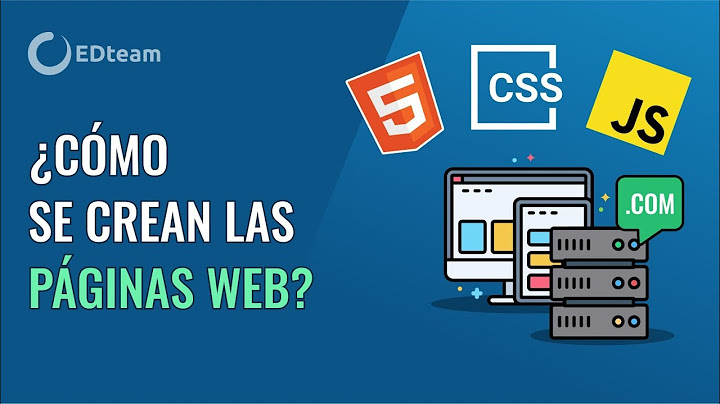 EDteam
¿CÓMO
SE CREAN LAS
PÁGINAS WEB?
5
CSS
JS
.COM